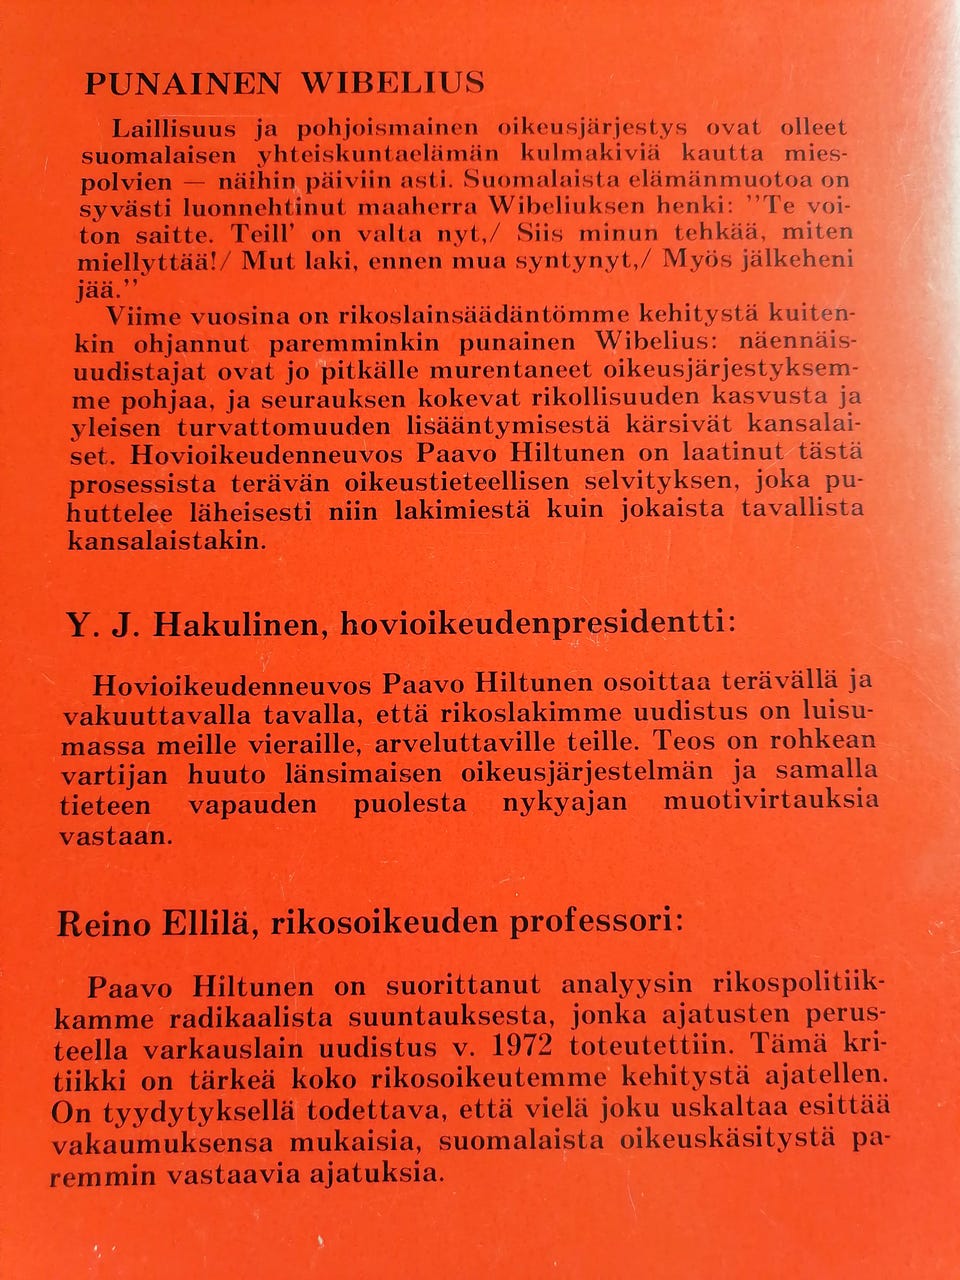 PUNAINEN WIBELIUS
Laillisuus ja pohjoismainen oikeusjärjestys ovat olleet
suomalaisen yhteiskuntaelämän kulmakiviä kautta mies-
polvien — näihin päiviin asti. Suomalaista elämänmuotoa on
syvästi luonnehtinut maaherra Wibeliuksen henki: ”Te voi-
ton saitte. Teill’ on valta nyt,/ Siis minun tehkää, miten
miellyttää!/ Mut laki, ennen mua syntynyt,/ Myös jälkeheni
jää.”
Viime vuosina on rikoslainsäädäntömme kehitystä kuiten-
kin ohjannut paremminkin punainen Wibelius: näennäis-
uudistajat ovat jo pitkälle murentaneet oikeusjärjestyksem-
me pohjaa, ja seurauksen kokevat rikollisuuden kasvusta ja
yleisen turvattomuuden lisääntymisestä kärsivät kansalai-
set. Hovioikeudenneuvos Paavo Hiltunen on laatinut tästä
prosessista terävän oikeustieteellisen selvityksen, joka pu-
huttelee läheisesti niin lakimiestä kuin jokaista tavallista
kansalaistakin.
Y. J. Hakulinen, hovioikeudenpresidentti:
Hovioikeudenneuvos Paavo Hiltunen osoittaa terävällä ja
vakuuttavalla tavalla, että rikoslakimme uudistus on luisu-
massa meille vieraille, arveluttaville teille. Teos on rohkean
vartijan huuto länsimaisen oikeusjärjestelmän ja samalla
tieteen vapauden puolesta nykyajan muotivirtauksia
vastaan.
Reino Ellilä, rikosoikeuden professori:
Paavo Hiltunen on suorittanut analyysin rikospolitiik-
kamme radikaalista suuntauksesta, jonka ajatusten perus-
teella varkauslain uudistus v. 1972 toteutettiin. Tämä kri-
tiikki on tärkeä koko rikosoikeutemme kehitystä ajatellen.
On tyydytyksellä todettava, että vielä joku uskaltaa esittää
vakaumuksensa mukaisia, suomalaista oikeuskäsitystä pa-
remmin vastaavia ajatuksia.